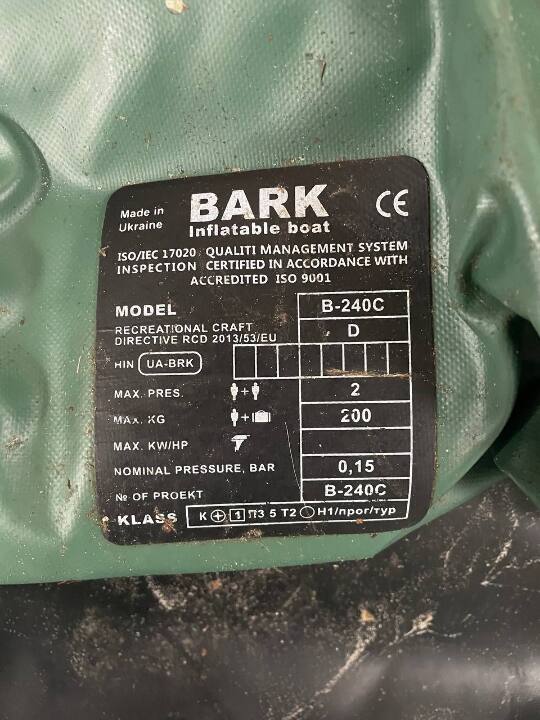 Made in
Ukraine
BARK
Inflatable boat
CE
ISO/IEC 17020 QUALITI MANAGEMENT SYSTEM
INSPECTION CERTIFIED IN ACCORDANCE WITH
ACCREDITED ISO 9001
MODEL B-240C
RECREATIONAL CRAFT
DIRECTIVE RCD 2013/53/EU D
HIN UA-BRK
MAX. PRES. + 2
MAX. KG + 200
MAX. KW/HP
NOMINAL PRESSURE, BAR 0,15
№ OF PROEKT B-240C
KLASS К 1 П3 5 T2 H1/прог/тур